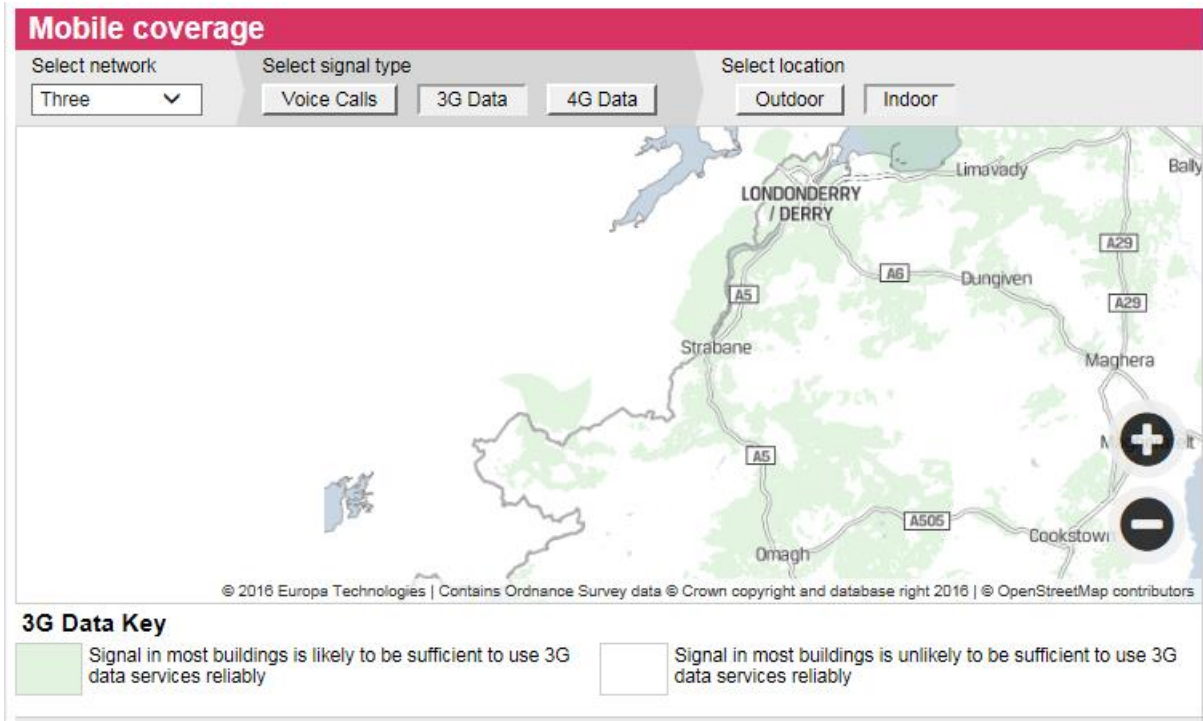 Mobile coverage
Select network
Select signal type
Select location
Three
Voice Calls
3G Data
4G Data
Outdoor
Indoor
Limavady
Bally
LONDONDERRY
/ DERRY
A29
A6
Dungiven
A5
A29
Strabane
Maghera
A5
A505
Cookstow
Omagh
© 2016 Europa Technologies | Contains Ordnance Survey data © Crown copyright and database right 2016 | © OpenStreetMap contributors
3G Data Key
Signal in most buildings is likely to be sufficient to use 3G
data services reliably
Signal in most buildings is unlikely to be sufficient to use 3G
data services reliably